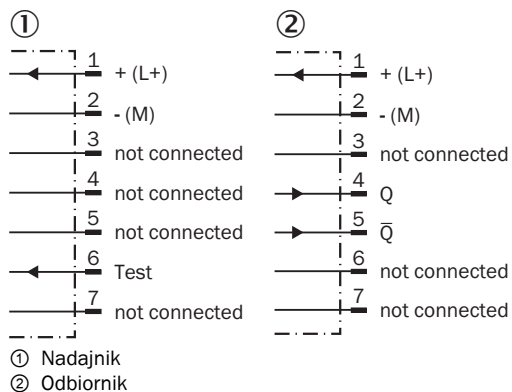 ①
1 + (L+)
2 - (M)
3 not connected
4 not connected
5 not connected
6 Test
7 not connected
②
1 + (L+)
2 - (M)
3 not connected
4 Q
5 Q̅
6 not connected
7 not connected
① Nadajnik
② Odbiornik